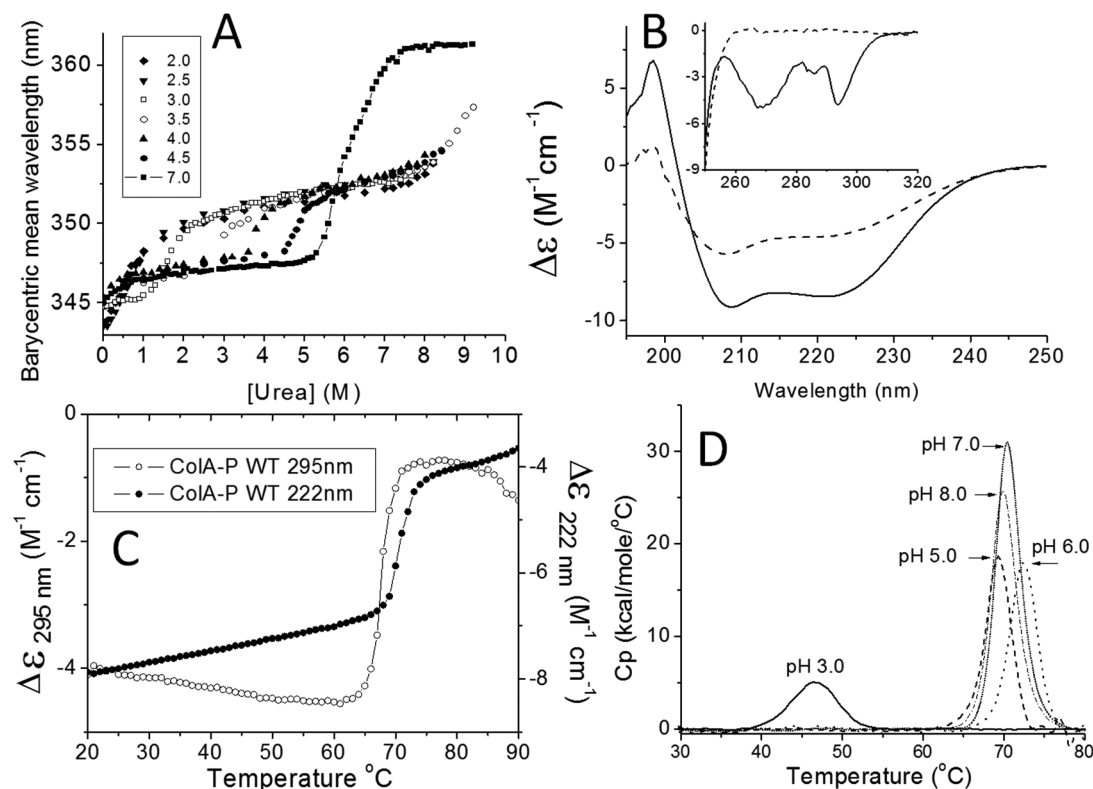 A
Barycentric mean wavelength (nm)
360
355
350
345
2.0
2.5
3.0
3.5
4.0
4.5
7.0
0 1 2 3 4 5 6 7 8 9 10
[Urea] (M)
B
Δε (M⁻¹cm⁻¹)
5
0
-5
-10
0
-3
-6
-9
260 280 300 320
200 210 220 230 240 250
Wavelength (nm)
C
Δε 295 nm (M⁻¹ cm⁻¹)
0
-2
-4
ColA-P WT 295nm
ColA-P WT 222nm
Δε 222 nm (M⁻¹ cm⁻¹)
-4
-6
-8
20 30 40 50 60 70 80 90
Temperature °C
D
Cp (kcal/mole/°C)
30
20
10
0
pH 7.0
pH 8.0
pH 6.0
pH 5.0
pH 3.0
30 40 50 60 70 80
Temperature (°C)